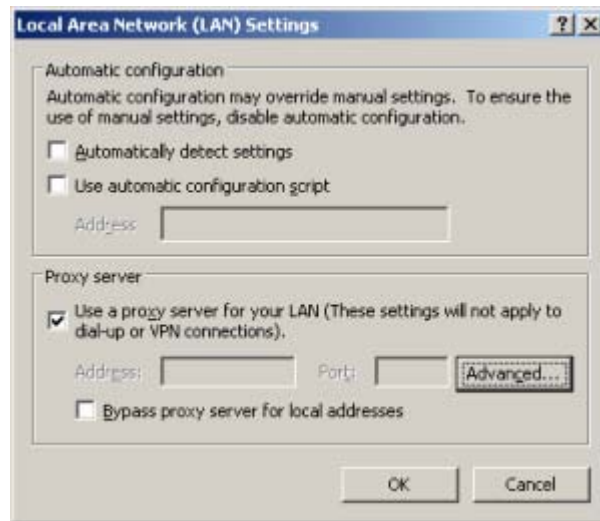 Local Area Network (LAN) Settings
Automatic configuration
Automatic configuration may override manual settings. To ensure the
use of manual settings, disable automatic configuration.
Automatically detect settings
Use automatic configuration script
Address
Proxy server
Use a proxy server for your LAN (These settings will not apply to
dial-up or VPN connections).
Address: Port: Advanced...
Bypass proxy server for local addresses
OK Cancel